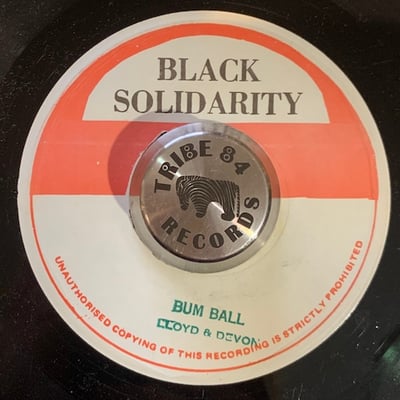 BLACK
SOLIDARITY
TRIBE 84
RECORDS
BUM BALL
LLOYD & DEVON
UNAUTHORISED COPYING OF THIS RECORDING IS STRICTLY PROHIBITED